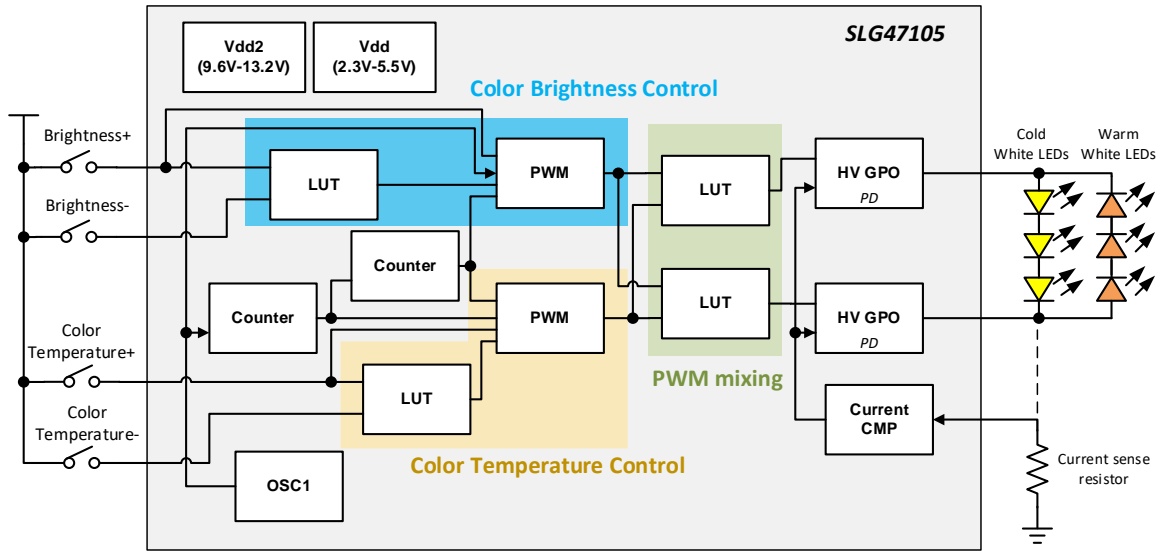 SLG47105
Vdd2
(9.6V-13.2V)
Vdd
(2.3V-5.5V)
Color Brightness Control
Brightness+
LUT
PWM
LUT
HV GPO
PD
Cold
White LEDs
Warm
White LEDs
Brightness-
Counter
Counter
PWM
LUT
HV GPO
PD
Color
Temperature+
LUT
PWM mixing
Color
Temperature-
Current
CMP
Color Temperature Control
OSC1
Current sense
resistor